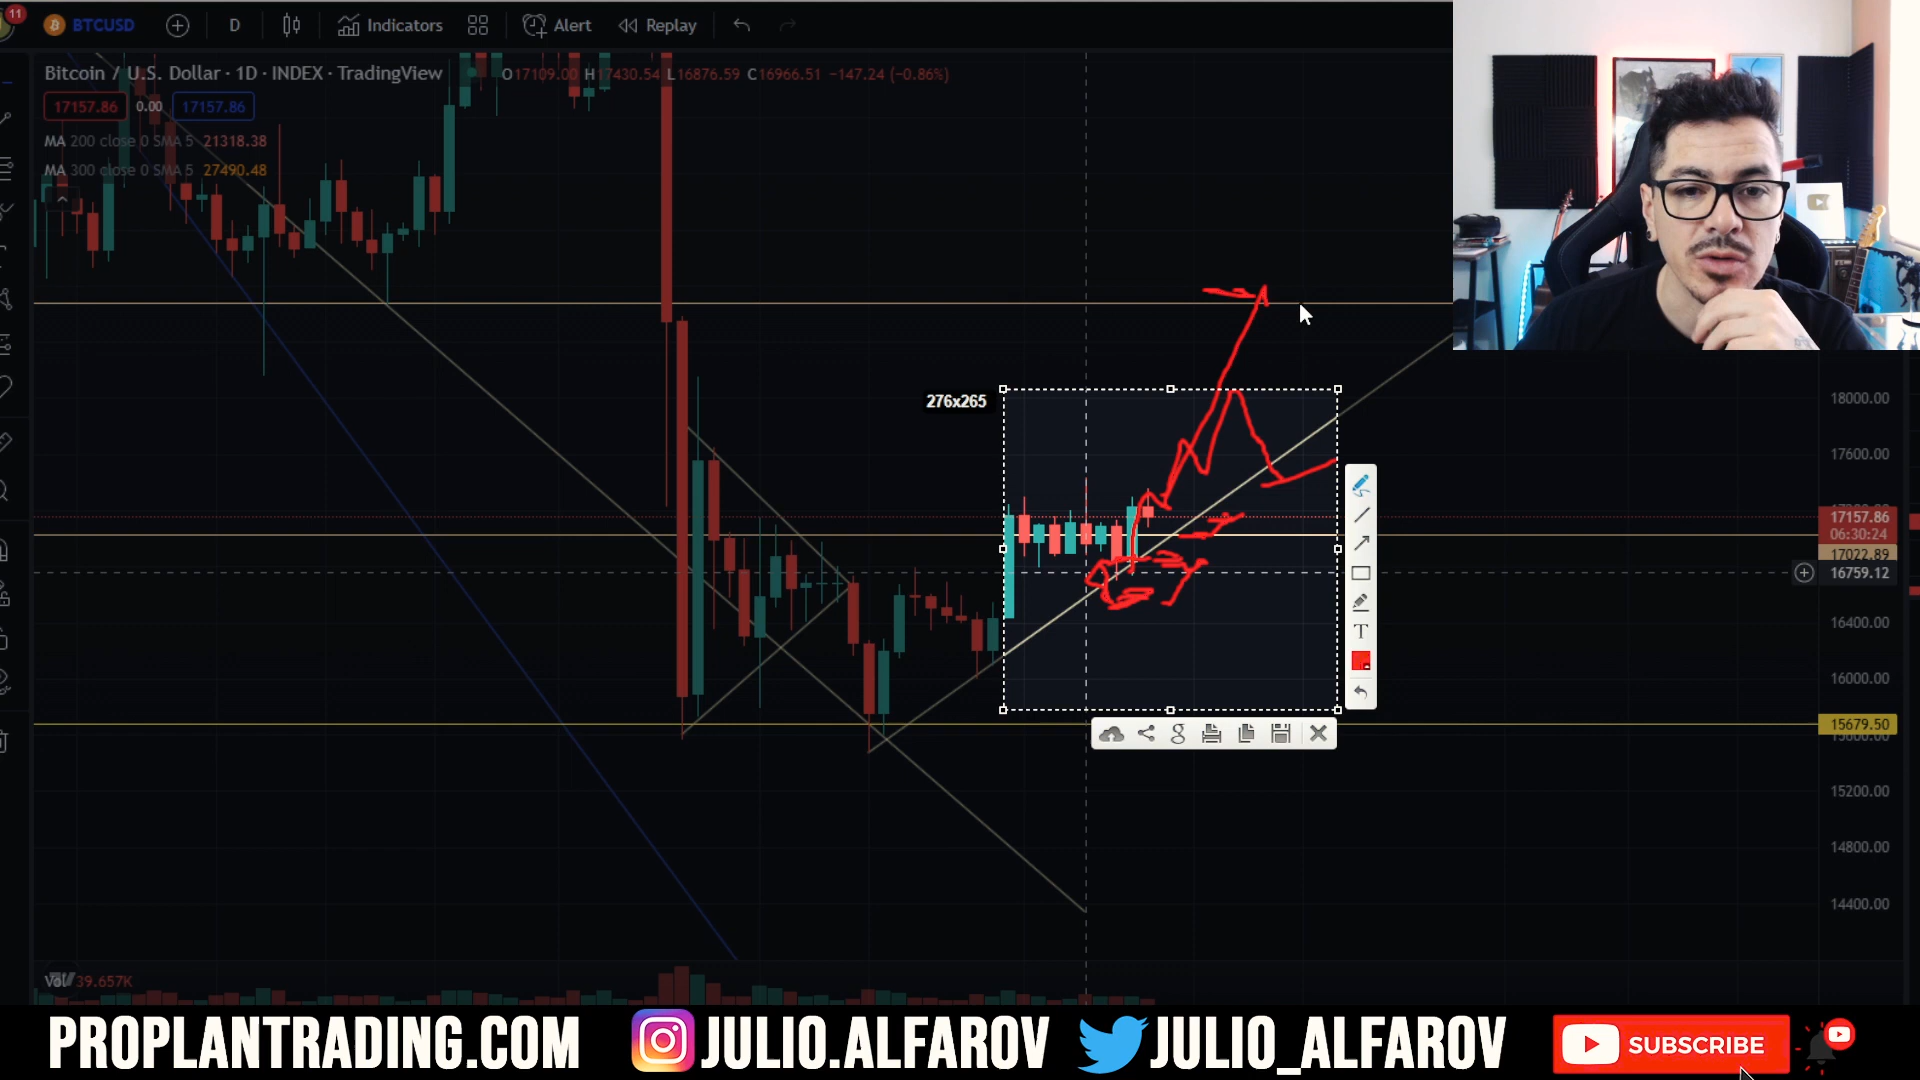 11
BTCUSD
D
Indicators
Alert
Replay
Bitcoin / U.S. Dollar · 1D · INDEX · TradingView
O17109.00 H17430.54 L16876.59 C16966.51 −147.24 (−0.86%)
17157.86 0.00 17157.86
MA 200 close 0 SMA 5 21318.38
MA 300 close 0 SMA 5 27490.48
276x265
18000.00
17600.00
17157.86
06:30:24
17022.89
16759.12
16400.00
16000.00
15679.50
15200.00
14800.00
14400.00
T
g
Vol 39.657K
PROPLANTRADING.COM JULIO.ALFAROV JULIO_ALFAROV SUBSCRIBE